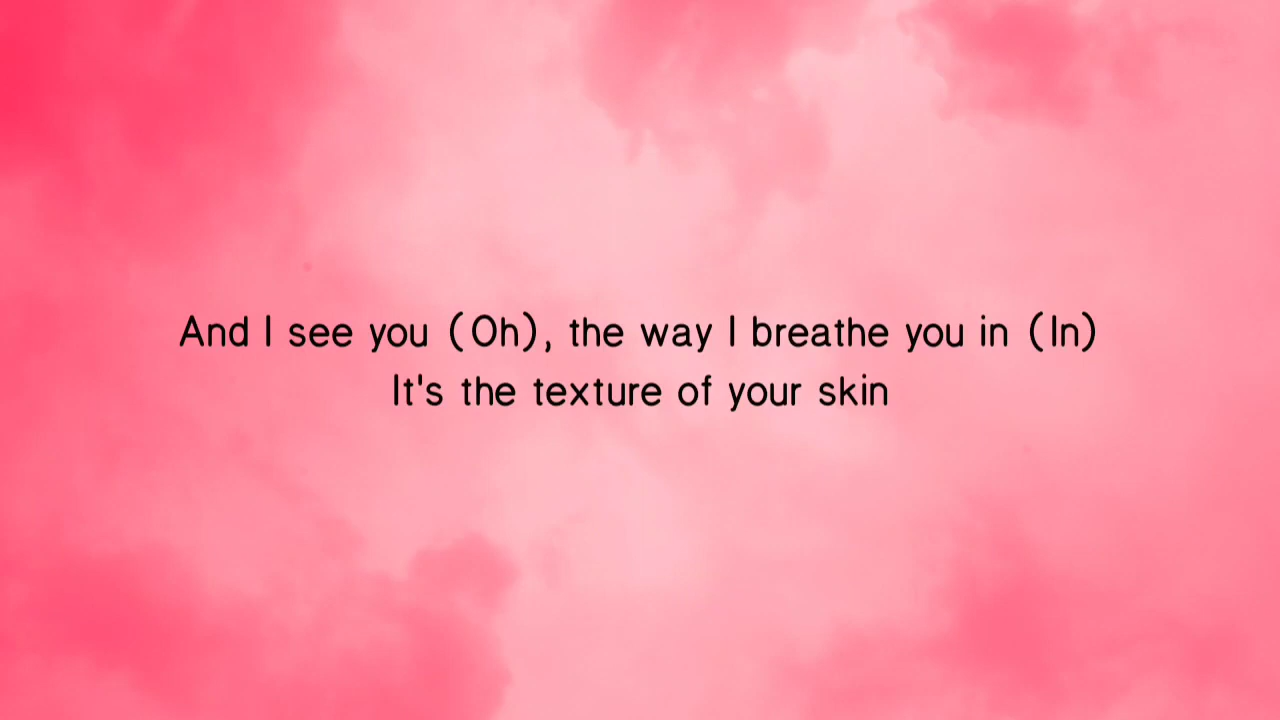 And I see you (Oh), the way I breathe you in (In)
It's the texture of your skin